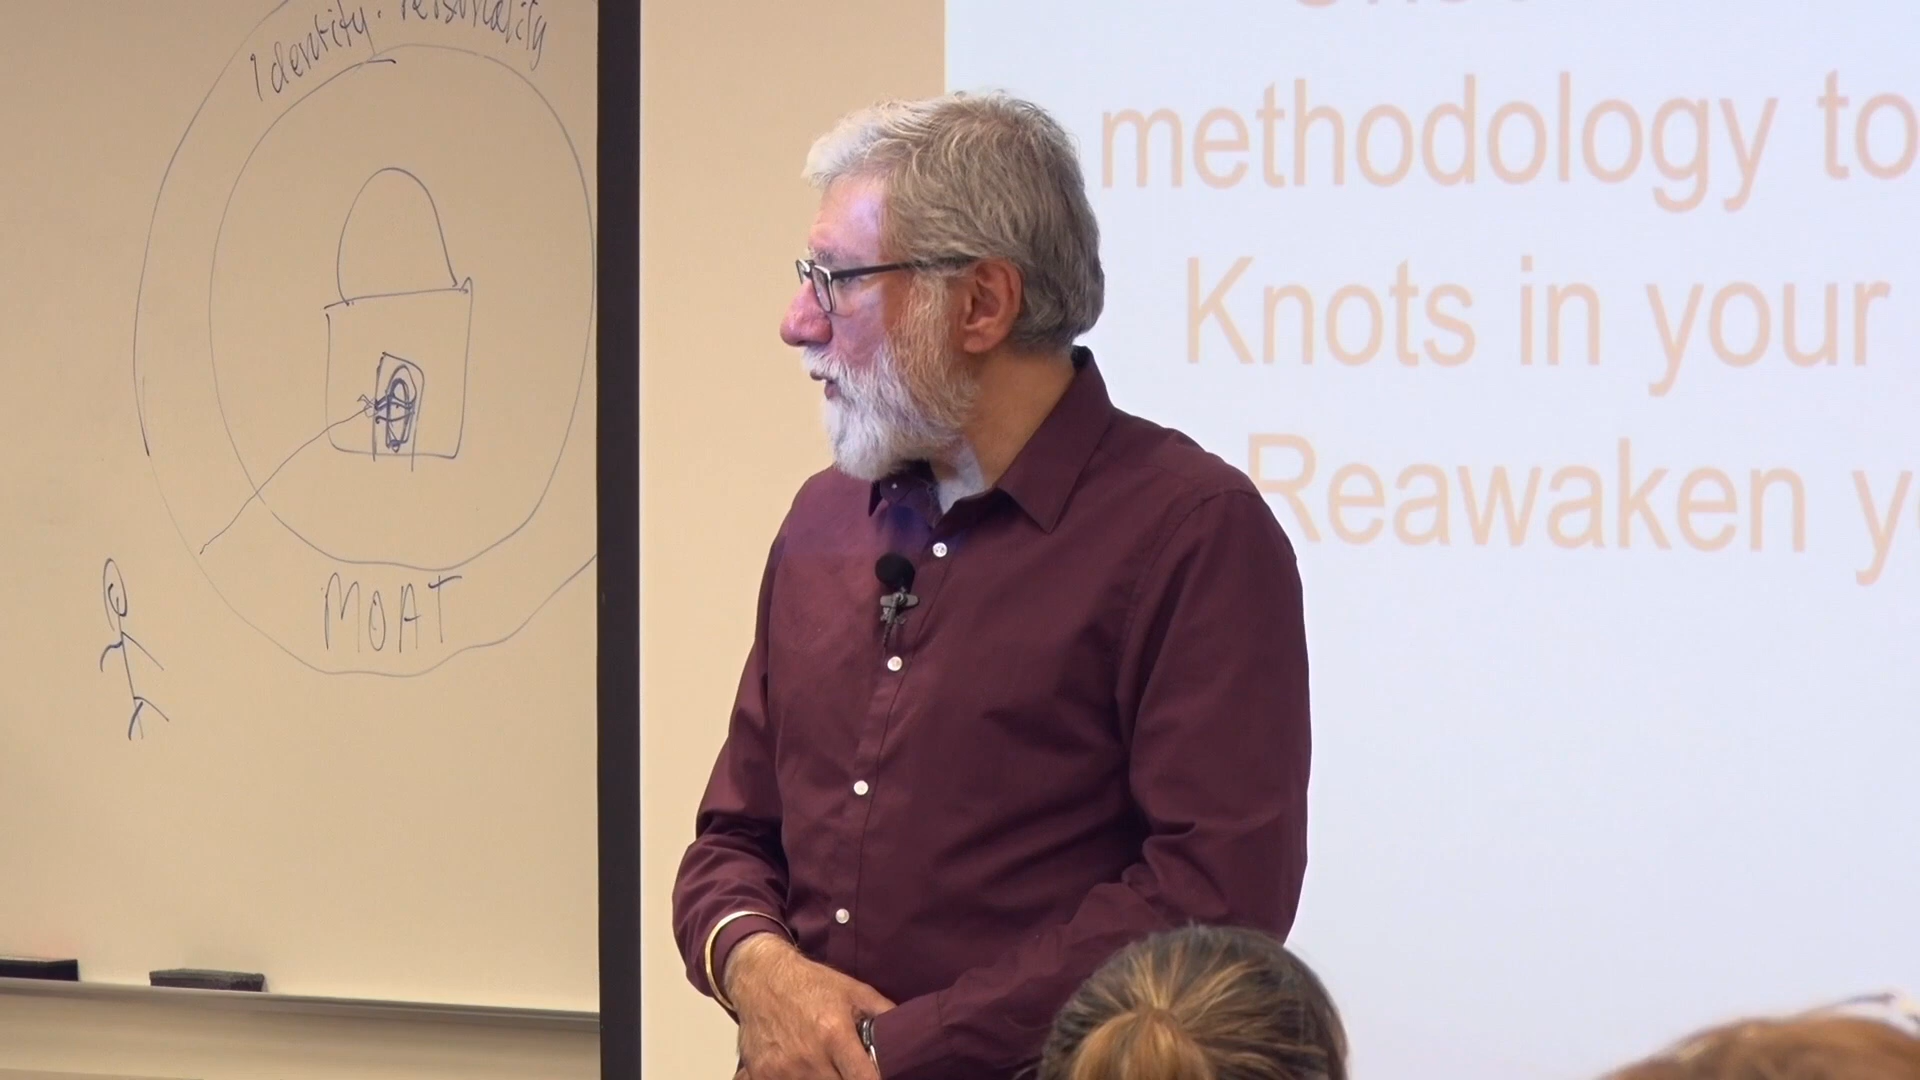 Identity. Personality
MOAT
methodology to
Knots in your
Reawaken y